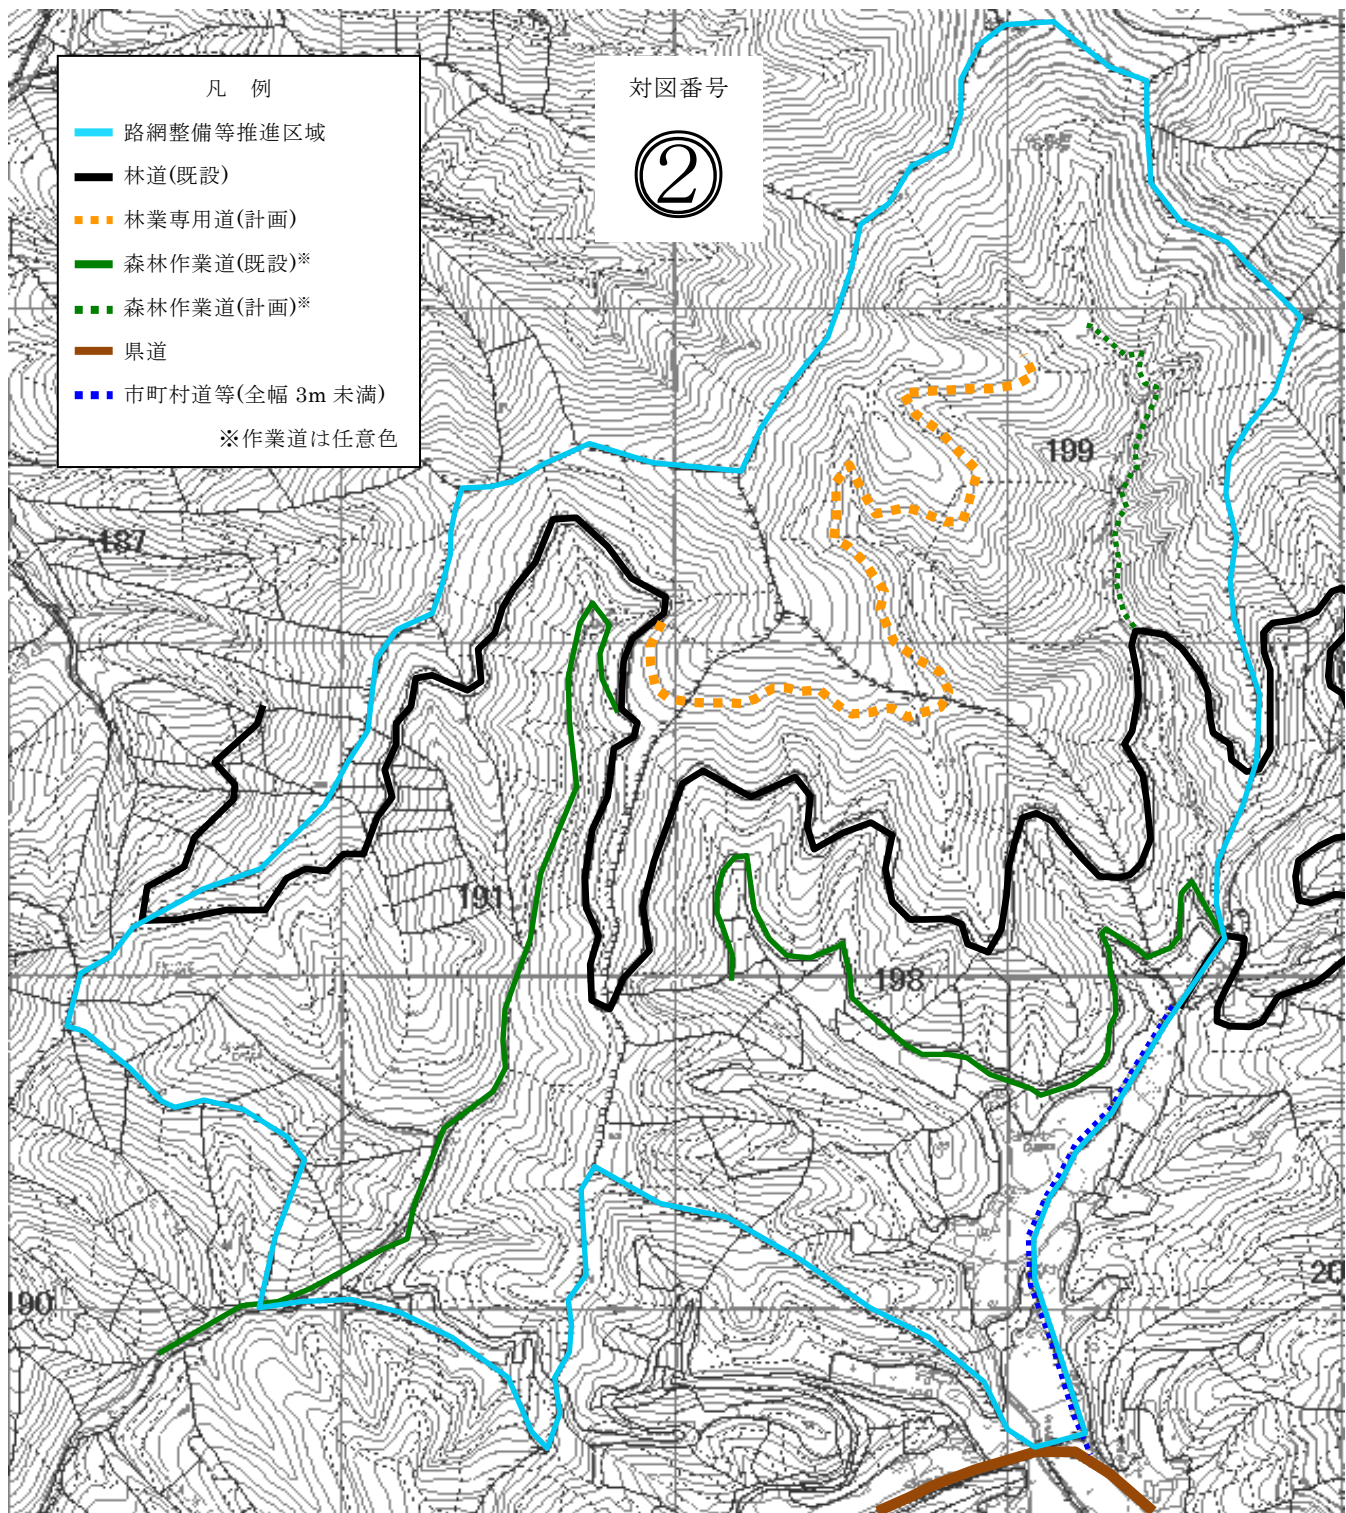 凡 例
路網整備等推進区域
林道(既設)
林業専用道(計画)
森林作業道(既設)※
森林作業道(計画)※
県道
市町村道等(全幅 3m 未満)
※作業道は任意色
対図番号
②
199
187
191
198
190